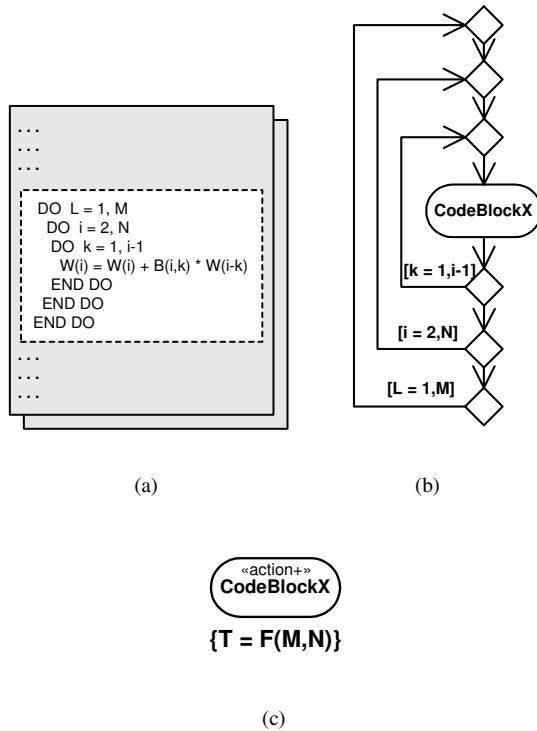 . . .
. . .
. . .
DO L = 1, M
DO i = 2, N
DO k = 1, i-1
W(i) = W(i) + B(i,k) * W(i-k)
END DO
END DO
END DO
. . .
. . .
. . .
(a)
CodeBlockX
[k = 1,i-1]
[i = 2,N]
[L = 1,M]
(b)
«action+»
CodeBlockX
{T = F(M,N)}
(c)